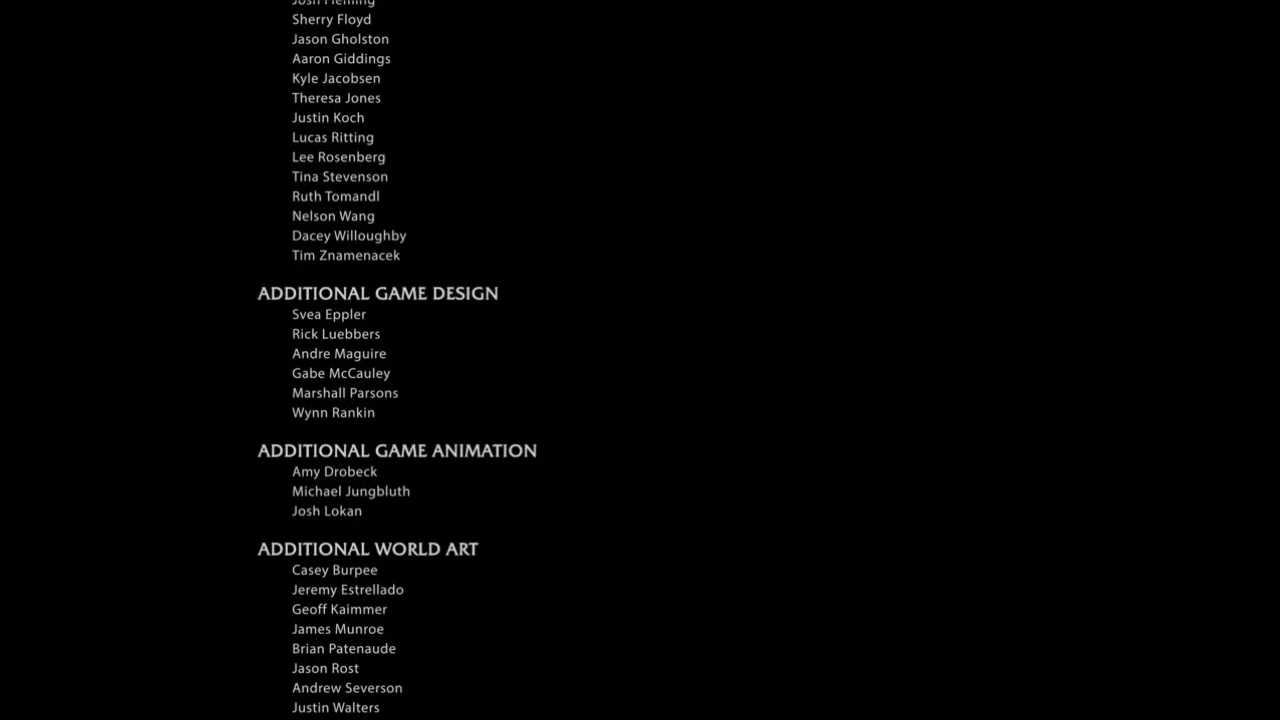 Josh Fleming
Sherry Floyd
Jason Gholston
Aaron Giddings
Kyle Jacobsen
Theresa Jones
Justin Koch
Lucas Ritting
Lee Rosenberg
Tina Stevenson
Ruth Tomandl
Nelson Wang
Dacey Willoughby
Tim Znamenacek
ADDITIONAL GAME DESIGN
Svea Eppler
Rick Luebbers
Andre Maguire
Gabe McCauley
Marshall Parsons
Wynn Rankin
ADDITIONAL GAME ANIMATION
Amy Drobeck
Michael Jungbluth
Josh Lokan
ADDITIONAL WORLD ART
Casey Burpee
Jeremy Estrellado
Geoff Kaimmer
James Munroe
Brian Patenaude
Jason Rost
Andrew Severson
Justin Walters